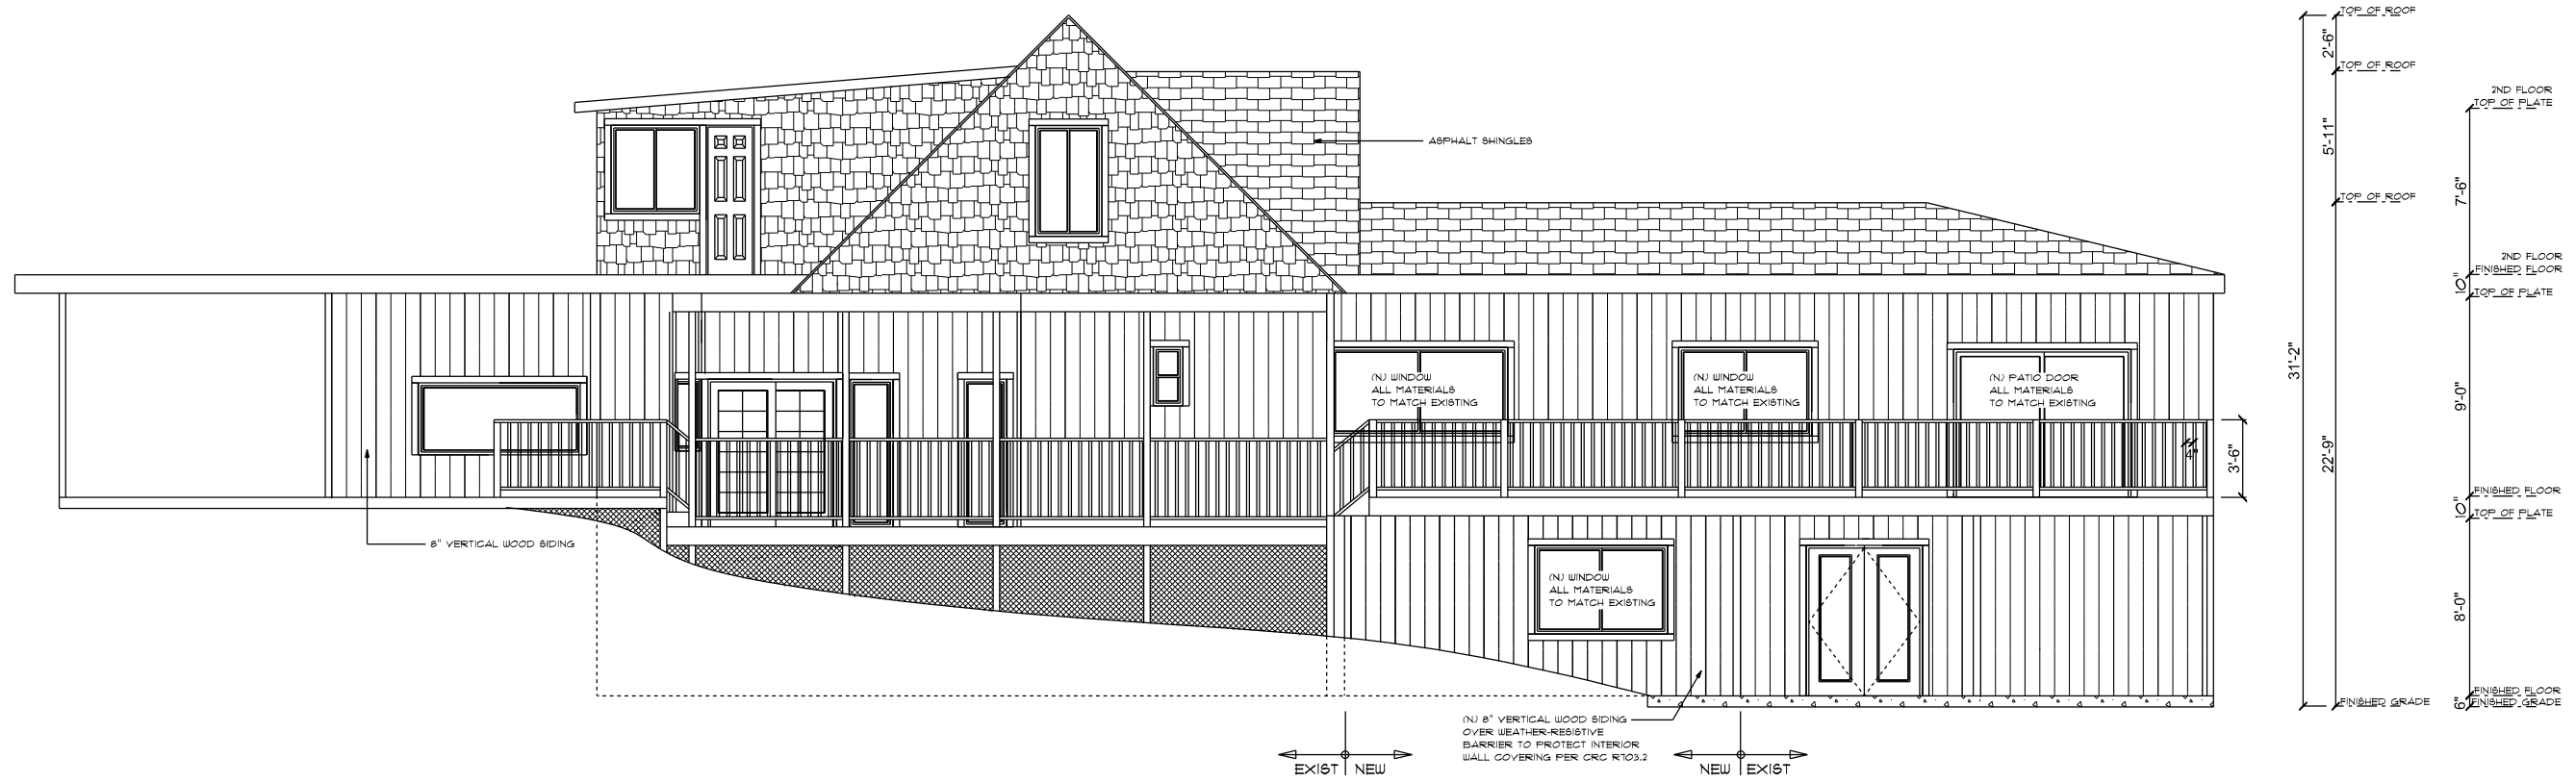 TOP OF ROOF
2'-6"
TOP OF ROOF
2ND FLOOR
TOP OF PLATE
ASPHALT SHINGLES
5'-11"
7'-6"
TOP OF ROOF
2ND FLOOR
FINISHED FLOOR
10"
TOP OF PLATE
31'-2"
(N) WINDOW
ALL MATERIALS
TO MATCH EXISTING
(N) WINDOW
ALL MATERIALS
TO MATCH EXISTING
(N) PATIO DOOR
ALL MATERIALS
TO MATCH EXISTING
9'-0"
4"
3'-6"
22'-9"
FINISHED FLOOR
10"
TOP OF PLATE
8" VERTICAL WOOD SIDING
(N) WINDOW
ALL MATERIALS
TO MATCH EXISTING
8'-0"
FINISHED FLOOR
6"
FINISHED GRADE
FINISHED GRADE
(N) 8" VERTICAL WOOD SIDING
OVER WEATHER-RESISTIVE
BARRIER TO PROTECT INTERIOR
WALL COVERING PER CRC R703.2
EXIST NEW
NEW EXIST